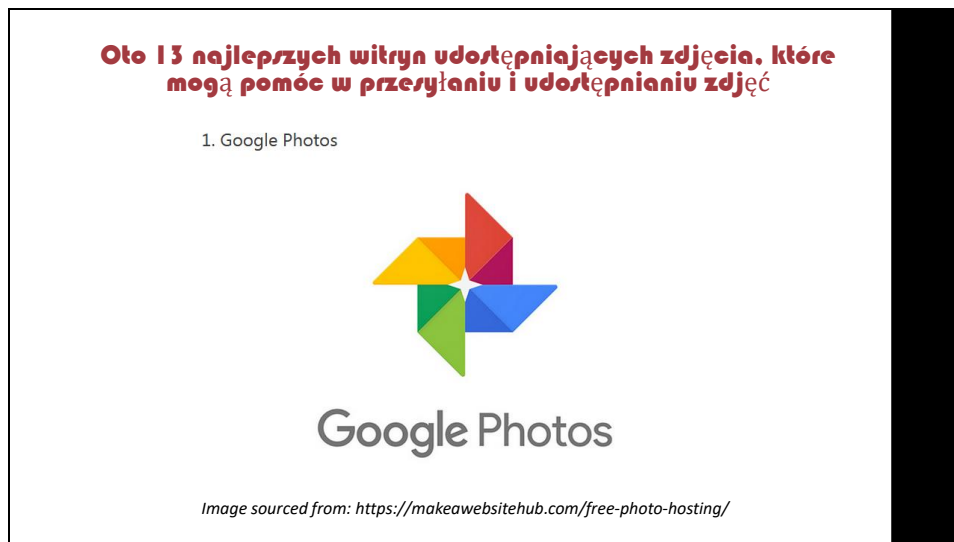 Oto 13 najlepszych witryn udostępniających zdjęcia, które
mogą pomóc w przesyłaniu i udostępnianiu zdjęć
1. Google Photos
Google Photos
Image sourced from: https://makeawebsitehub.com/free-photo-hosting/